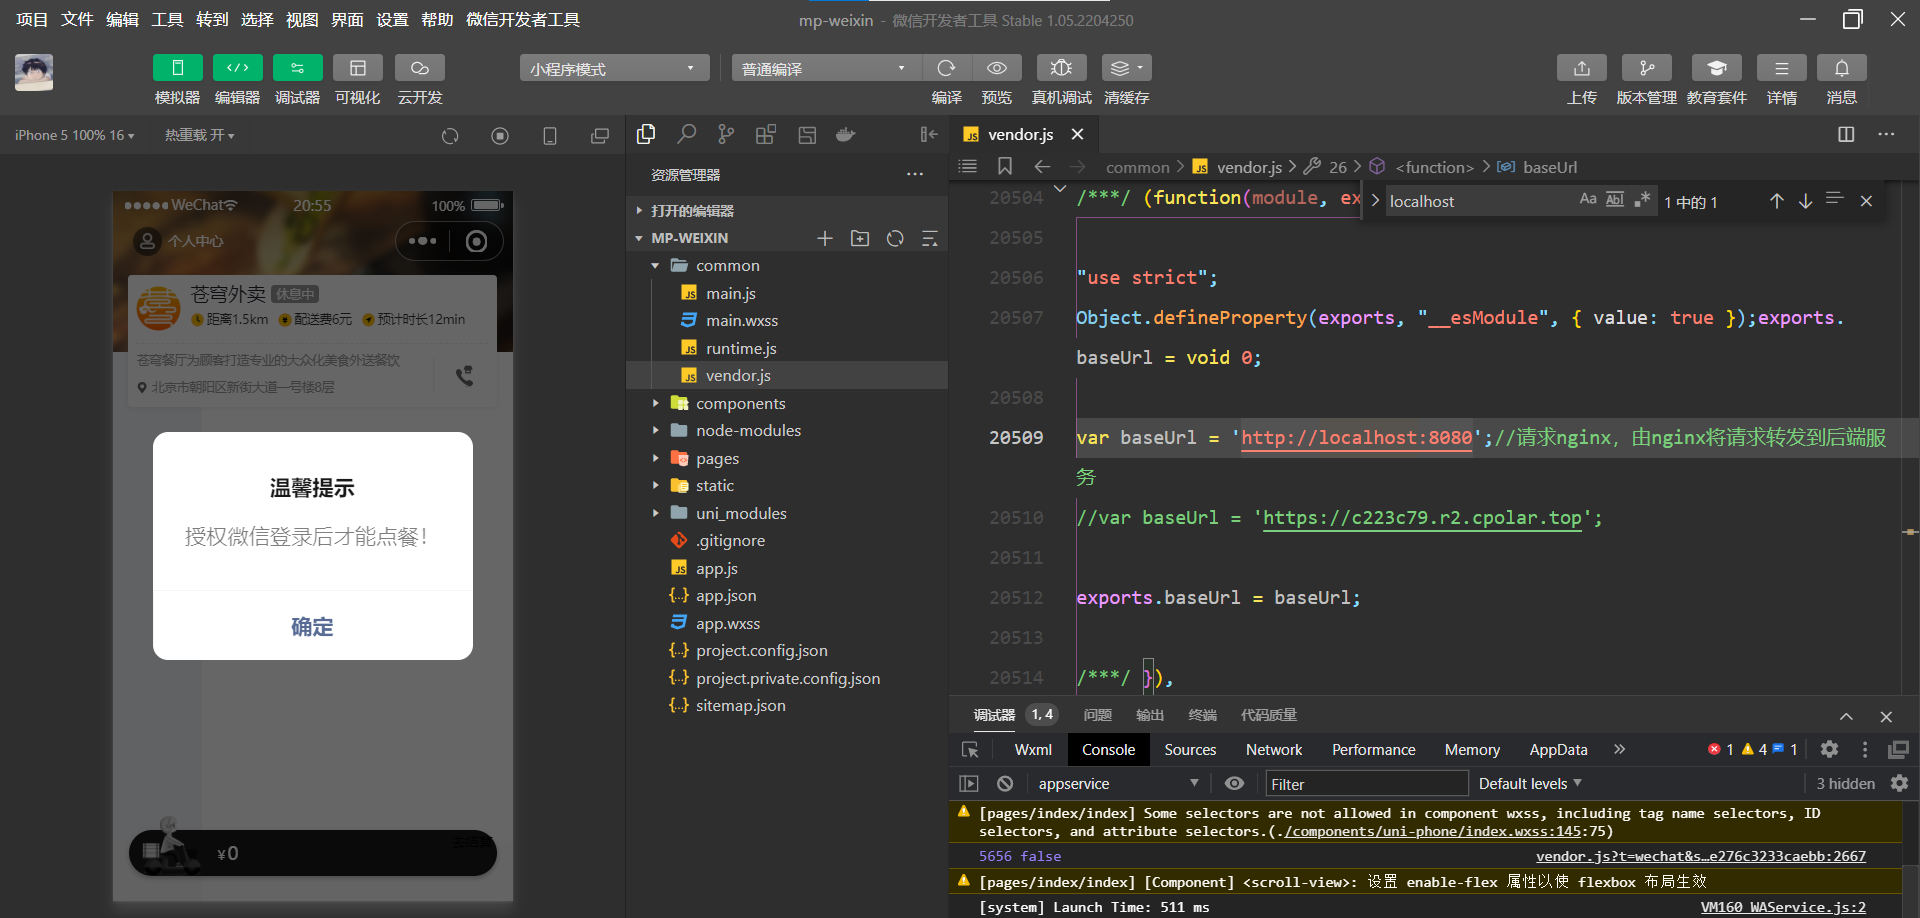 项目 文件 编辑 工具 转到 选择 视图 界面 设置 帮助 微信开发者工具
mp-weixin - 微信开发者工具 Stable 1.05.2204250
模拟器 编辑器 调试器 可视化 云开发
小程序模式 普通编译
编译 预览 真机调试 清缓存
上传 版本管理 教育套件 详情 消息
iPhone 5 100% 16 热重载 开
WeChat 20:55 100%
个人中心
苍穹外卖 休息中
距离1.5km 配送费6元 预计时长12min
苍穹餐厅为顾客打造专业的大众化美食外送餐饮
北京市朝阳区新街大道一号楼8层
温馨提示
授权微信登录后才能点餐！
确定
¥0
资源管理器
打开的编辑器
MP-WEIXIN
common
main.js
main.wxss
runtime.js
vendor.js
components
node-modules
pages
static
uni_modules
.gitignore
app.js
app.json
app.wxss
project.config.json
project.private.config.json
sitemap.json
vendor.js
common vendor.js 26 <function> baseUrl
localhost Aa Abl .* 1 中的 1
20504 /***/ (function(module, ex
20505
20506 "use strict";
20507 Object.defineProperty(exports, "__esModule", { value: true });exports.
baseUrl = void 0;
20508
20509 var baseUrl = 'http://localhost:8080';//请求nginx，由nginx将请求转发到后端服
务
20510 //var baseUrl = 'https://c223c79.r2.cpolar.top';
20511
20512 exports.baseUrl = baseUrl;
20513
20514 /***/ }),
调试器 1, 4 问题 输出 终端 代码质量
Wxml Console Sources Network Performance Memory AppData 1 4 1
appservice Filter Default levels 3 hidden
[pages/index/index] Some selectors are not allowed in component wxss, including tag name selectors, ID
selectors, and attribute selectors.(./components/uni-phone/index.wxss:145:75)
5656 false vendor.js?t=wechat&s…e276c3233caebb:2667
[pages/index/index] [Component] <scroll-view>: 设置 enable-flex 属性以使 flexbox 布局生效
[system] Launch Time: 511 ms VM160 WAService.js:2